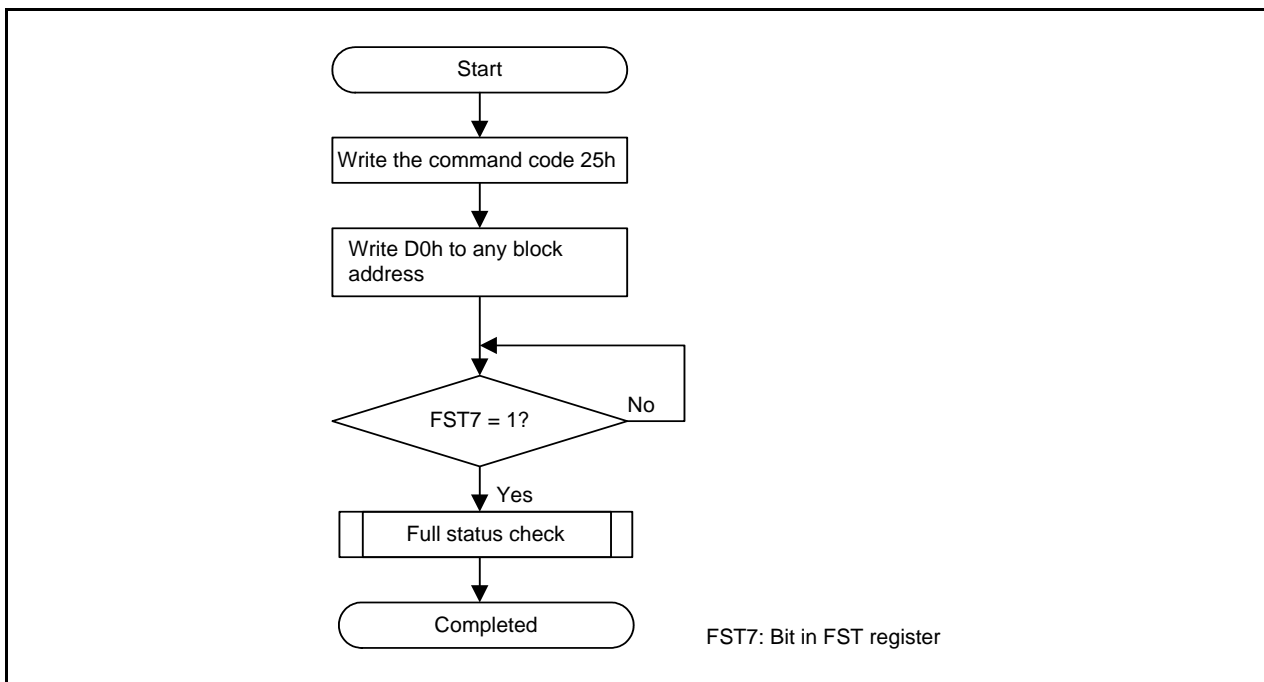 Start
Write the command code 25h
Write D0h to any block
address
FST7 = 1?
No
Yes
Full status check
Completed
FST7: Bit in FST register